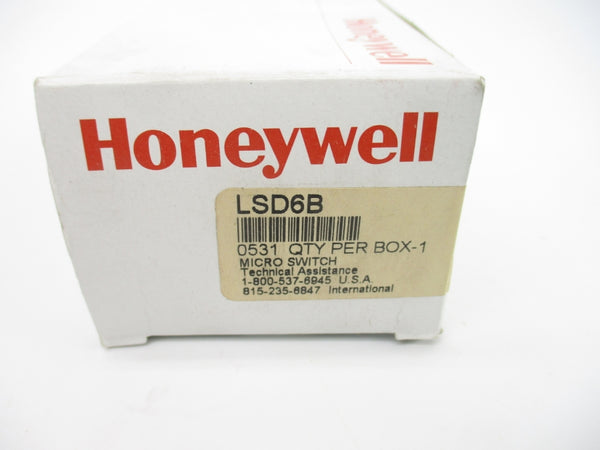 Honeywell
Honeywell
LSD6B
0531 QTY PER BOX-1
MICRO SWITCH
Technical Assistance
1-800-537-6945 U.S.A.
815-235-6847 International